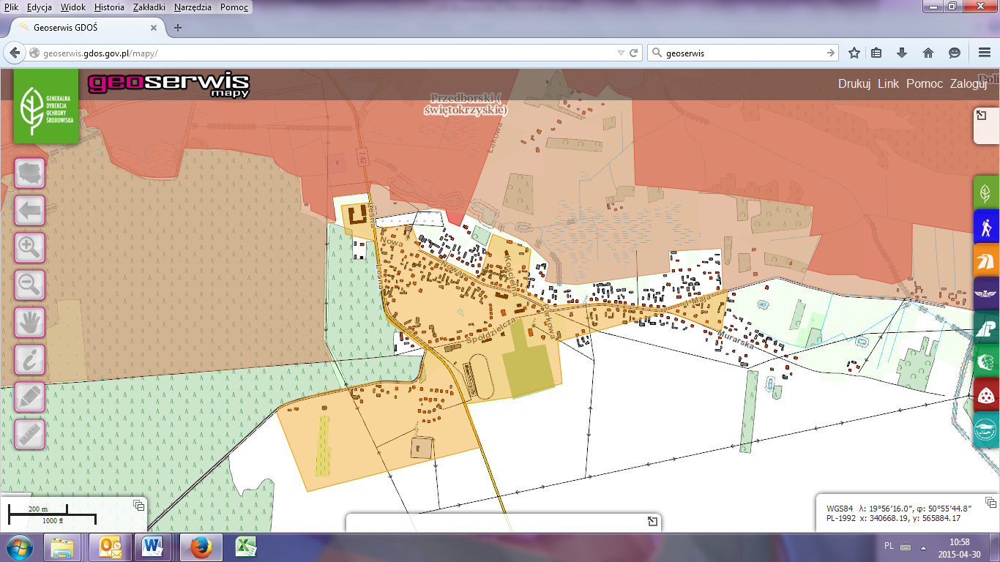 Plik Edycja Widok Historia Zakładki Narzędzia Pomoc
Geoserwis GDOŚ
geoserwis.gdos.gov.pl/mapy/
geoserwis
GENERALNA
DYREKCJA
OCHRONY
ŚRODOWISKA
geoserwis
mapy
Drukuj Link Pomoc Zaloguj
Doli
Przedborski (
świętokrzyskie)
Łąkowa
742
Leśna
Nowa
Nowa
Kościelna
Leśna
Maja
Parkowa
Spółdzielcza
Murarska
200 m
1000 ft
WGS84 λ: 19°56'16.0", φ: 50°55'44.8"
PL-1992 x: 340668.19, y: 565884.17
PL
10:58
2015-04-30